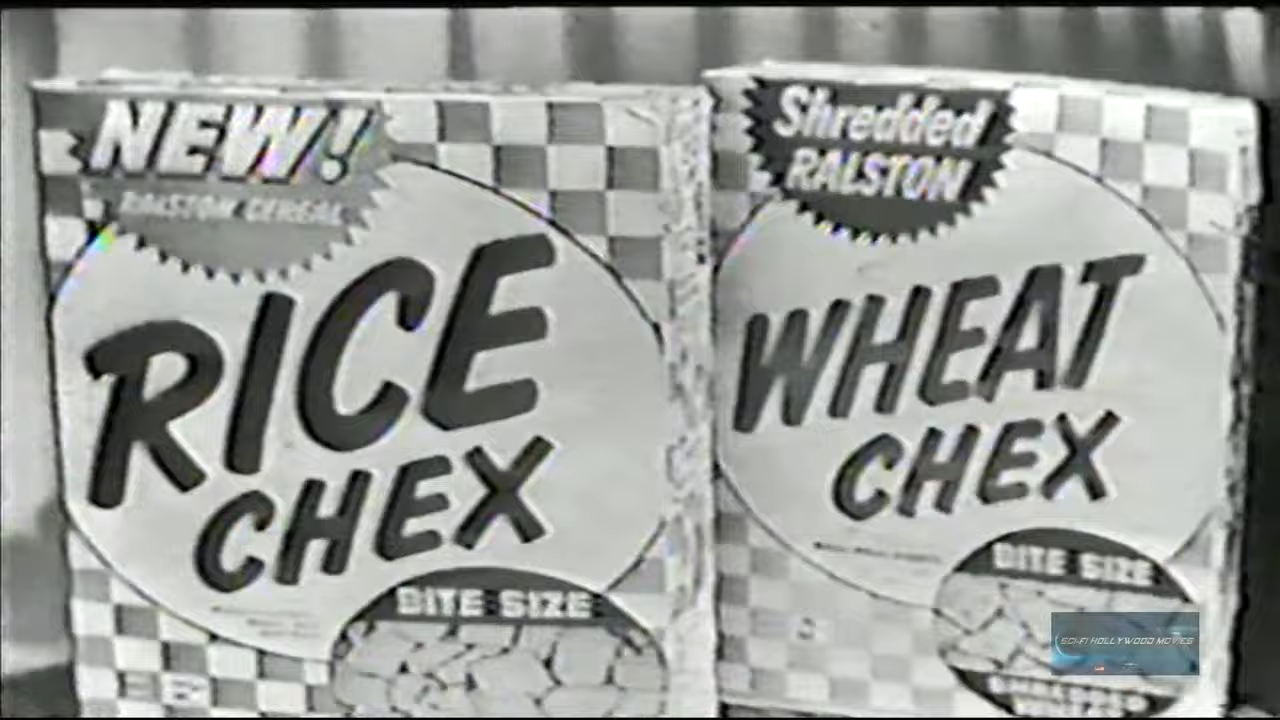 NEW!
RALSTON CEREAL
RICE
CHEX
BITE SIZE
Shredded
RALSTON
WHEAT
CHEX
BITE SIZE
SCI-FI HOLLYWOOD MOVIES